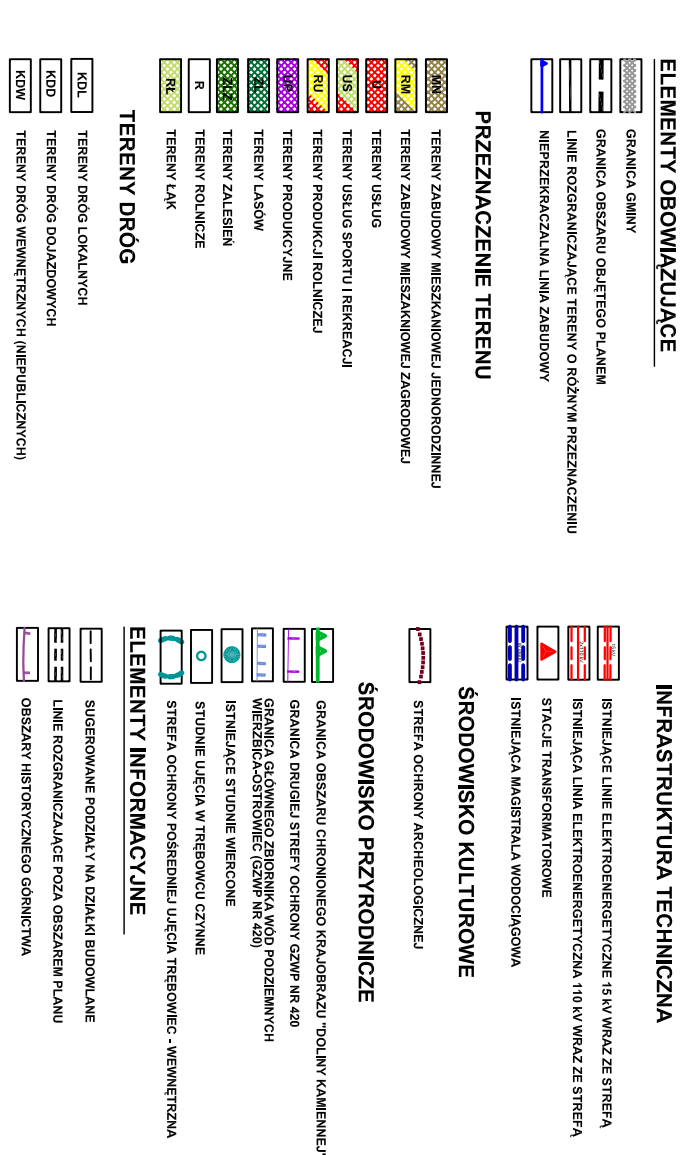 ELEMENTY OBOWIĄZUJĄCE
GRANICA GMINY
GRANICA OBSZARU OBJĘTEGO PLANEM
LINIE ROZGRANICZAJĄCE TERENY O RÓŻNYM PRZEZNACZENIU
NIEPRZEKRACZALNA LINIA ZABUDOWY
PRZEZNACZENIE TERENU
MN TERENY ZABUDOWY MIESZKANIOWEJ JEDNORODZINNEJ
RM TERENY ZABUDOWY MIESZAKNIOWEJ ZAGRODOWEJ
U TERENY USŁUG
US TERENY USŁUG SPORTU I REKREACJI
RU TERENY PRODUKCJI ROLNICZEJ
UP TERENY PRODUKCYJNE
ZL TERENY LASÓW
ZLZ TERENY ZALESIEŃ
R TERENY ROLNICZE
RŁ TERENY ŁĄK
TERENY DRÓG
KDL TERENY DRÓG LOKALNYCH
KDD TERENY DRÓG DOJAZDOWYCH
KDW TERENY DRÓG WEWNĘTRZNYCH (NIEPUBLICZNYCH)
INFRASTRUKTURA TECHNICZNA
ISTNIEJĄCE LINIE ELEKTROENERGETYCZNE 15 kV WRAZ ZE STREFĄ
ISTNIEJĄCA LINIA ELEKTROENERGETYCZNA 110 kV WRAZ ZE STREFĄ
STACJE TRANSFORMATOROWE
ISTNIEJĄCA MAGISTRALA WODOCIĄGOWA
ŚRODOWISKO KULTUROWE
STREFA OCHRONY ARCHEOLOGICZNEJ
ŚRODOWISKO PRZYRODNICZE
GRANICA OBSZARU CHRONIONEGO KRAJOBRAZU "DOLINY KAMIENNEJ"
GRANICA DRUGIEJ STREFY OCHRONY GZWP NR 420
GRANICA GŁÓWNEGO ZBIORNIKA WÓD PODZIEMNYCH
WIERZBICA-OSTROWIEC (GZWP NR 420)
ISTNIEJĄCE STUDNIE WIERCONE
STUDNIE UJĘCIA W TRĘBOWCU CZYNNE
STREFA OCHRONY POŚREDNIEJ UJĘCIA TRĘBOWIEC - WEWNĘTRZNA
ELEMENTY INFORMACYJNE
SUGEROWANE PODZIAŁY NA DZIAŁKI BUDOWLANE
LINIE ROZGRANICZAJĄCE POZA OBSZAREM PLANU
OBSZARY HISTORYCZNEGO GÓRNICTWA